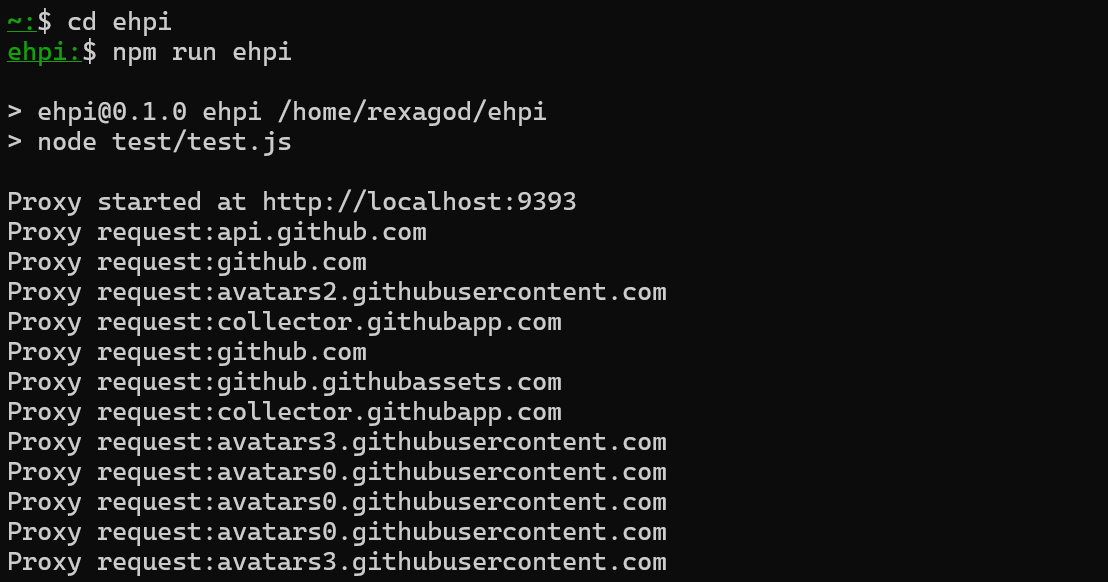 ~:$ cd ehpi
ehpi:$ npm run ehpi
> ehpi@0.1.0 ehpi /home/rexagod/ehpi
> node test/test.js
Proxy started at http://localhost:9393
Proxy request:api.github.com
Proxy request:github.com
Proxy request:avatars2.githubusercontent.com
Proxy request:collector.githubapp.com
Proxy request:github.com
Proxy request:github.githubassets.com
Proxy request:collector.githubapp.com
Proxy request:avatars3.githubusercontent.com
Proxy request:avatars0.githubusercontent.com
Proxy request:avatars0.githubusercontent.com
Proxy request:avatars0.githubusercontent.com
Proxy request:avatars3.githubusercontent.com